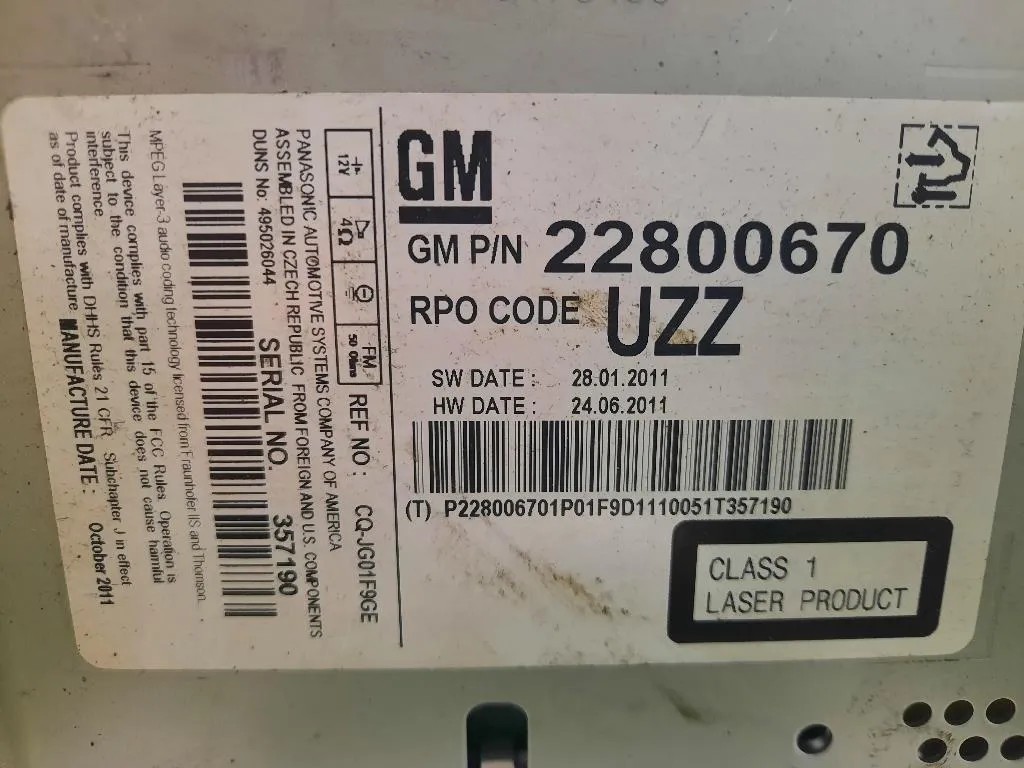 GM
GM P/N 22800670
RPO CODE UZZ
SW DATE : 28.01.2011
HW DATE : 24.06.2011
(T) P228006701P01F9D1110051T357190
CLASS 1
LASER PRODUCT
12V
4Ω
FM
50 Ohms
REF NO : CQ-JG01F9GE
PANASONIC AUTOMOTIVE SYSTEMS COMPANY OF AMERICA
ASSEMBLED IN CZECH REPUBLIC FROM FOREIGN AND U.S. COMPONENTS
DUNS No: 495026044
SERIAL NO. 357190
MPEG Layer-3 audio coding technology licensed from Fraunhofer IIS and Thomson.
This device complies with part 15 of the FCC Rules. Operation is
subject to the condition that this device does not cause harmful
interference.
Product complies with DHHS Rules 21 CFR Subchapter J in effect
as of date of manufacture. MANUFACTURE DATE : October 2011